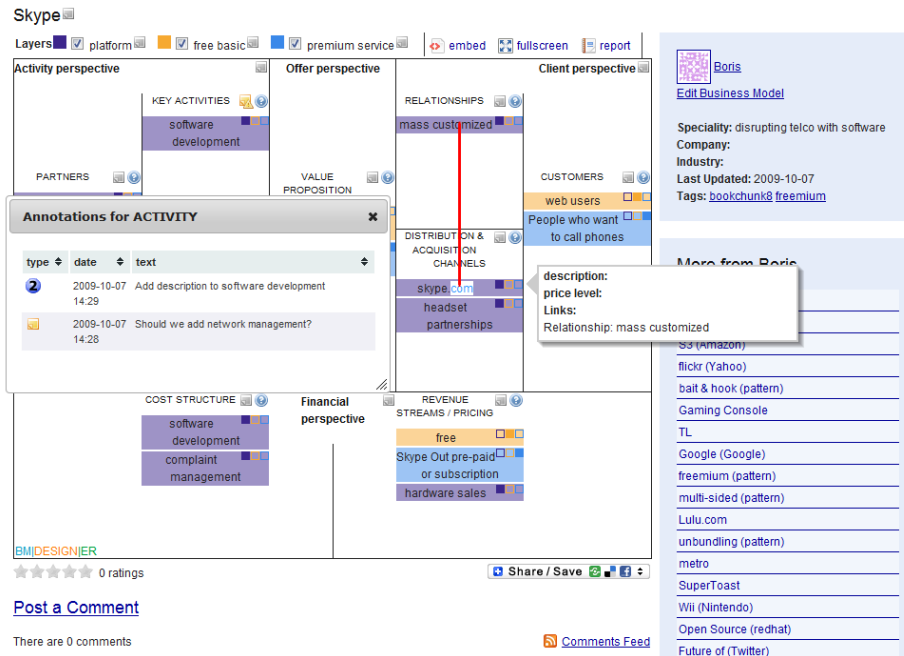 Skype
Layers platform free basic premium service embed fullscreen report
Activity perspective
Offer perspective
Client perspective
KEY ACTIVITIES
software
development
PARTNERS
VALUE
PROPOSITION
RELATIONSHIPS
mass customized
CUSTOMERS
web users
People who want
to call phones
DISTRIBUTION &
ACQUISITION
CHANNELS
skype.com
headset
partnerships
Annotations for ACTIVITY
type date text
2 2009-10-07 14:29 Add description to software development
2009-10-07 14:28 Should we add network management?
description:
price level:
Links:
Relationship: mass customized
COST STRUCTURE
software
development
complaint
management
Financial
perspective
REVENUE
STREAMS / PRICING
free
Skype Out pre-paid
or subscription
hardware sales
BM|DESIGN|ER
0 ratings
Share / Save
Post a Comment
There are 0 comments
Comments Feed
Boris
Edit Business Model
Speciality: disrupting telco with software
Company:
Industry:
Last Updated: 2009-10-07
Tags: bookchunk8 freemium
More from Boris
S3 (Amazon)
flickr (Yahoo)
bait & hook (pattern)
Gaming Console
TL
Google (Google)
freemium (pattern)
multi-sided (pattern)
Lulu.com
unbundling (pattern)
metro
SuperToast
Wii (Nintendo)
Open Source (redhat)
Future of (Twitter)